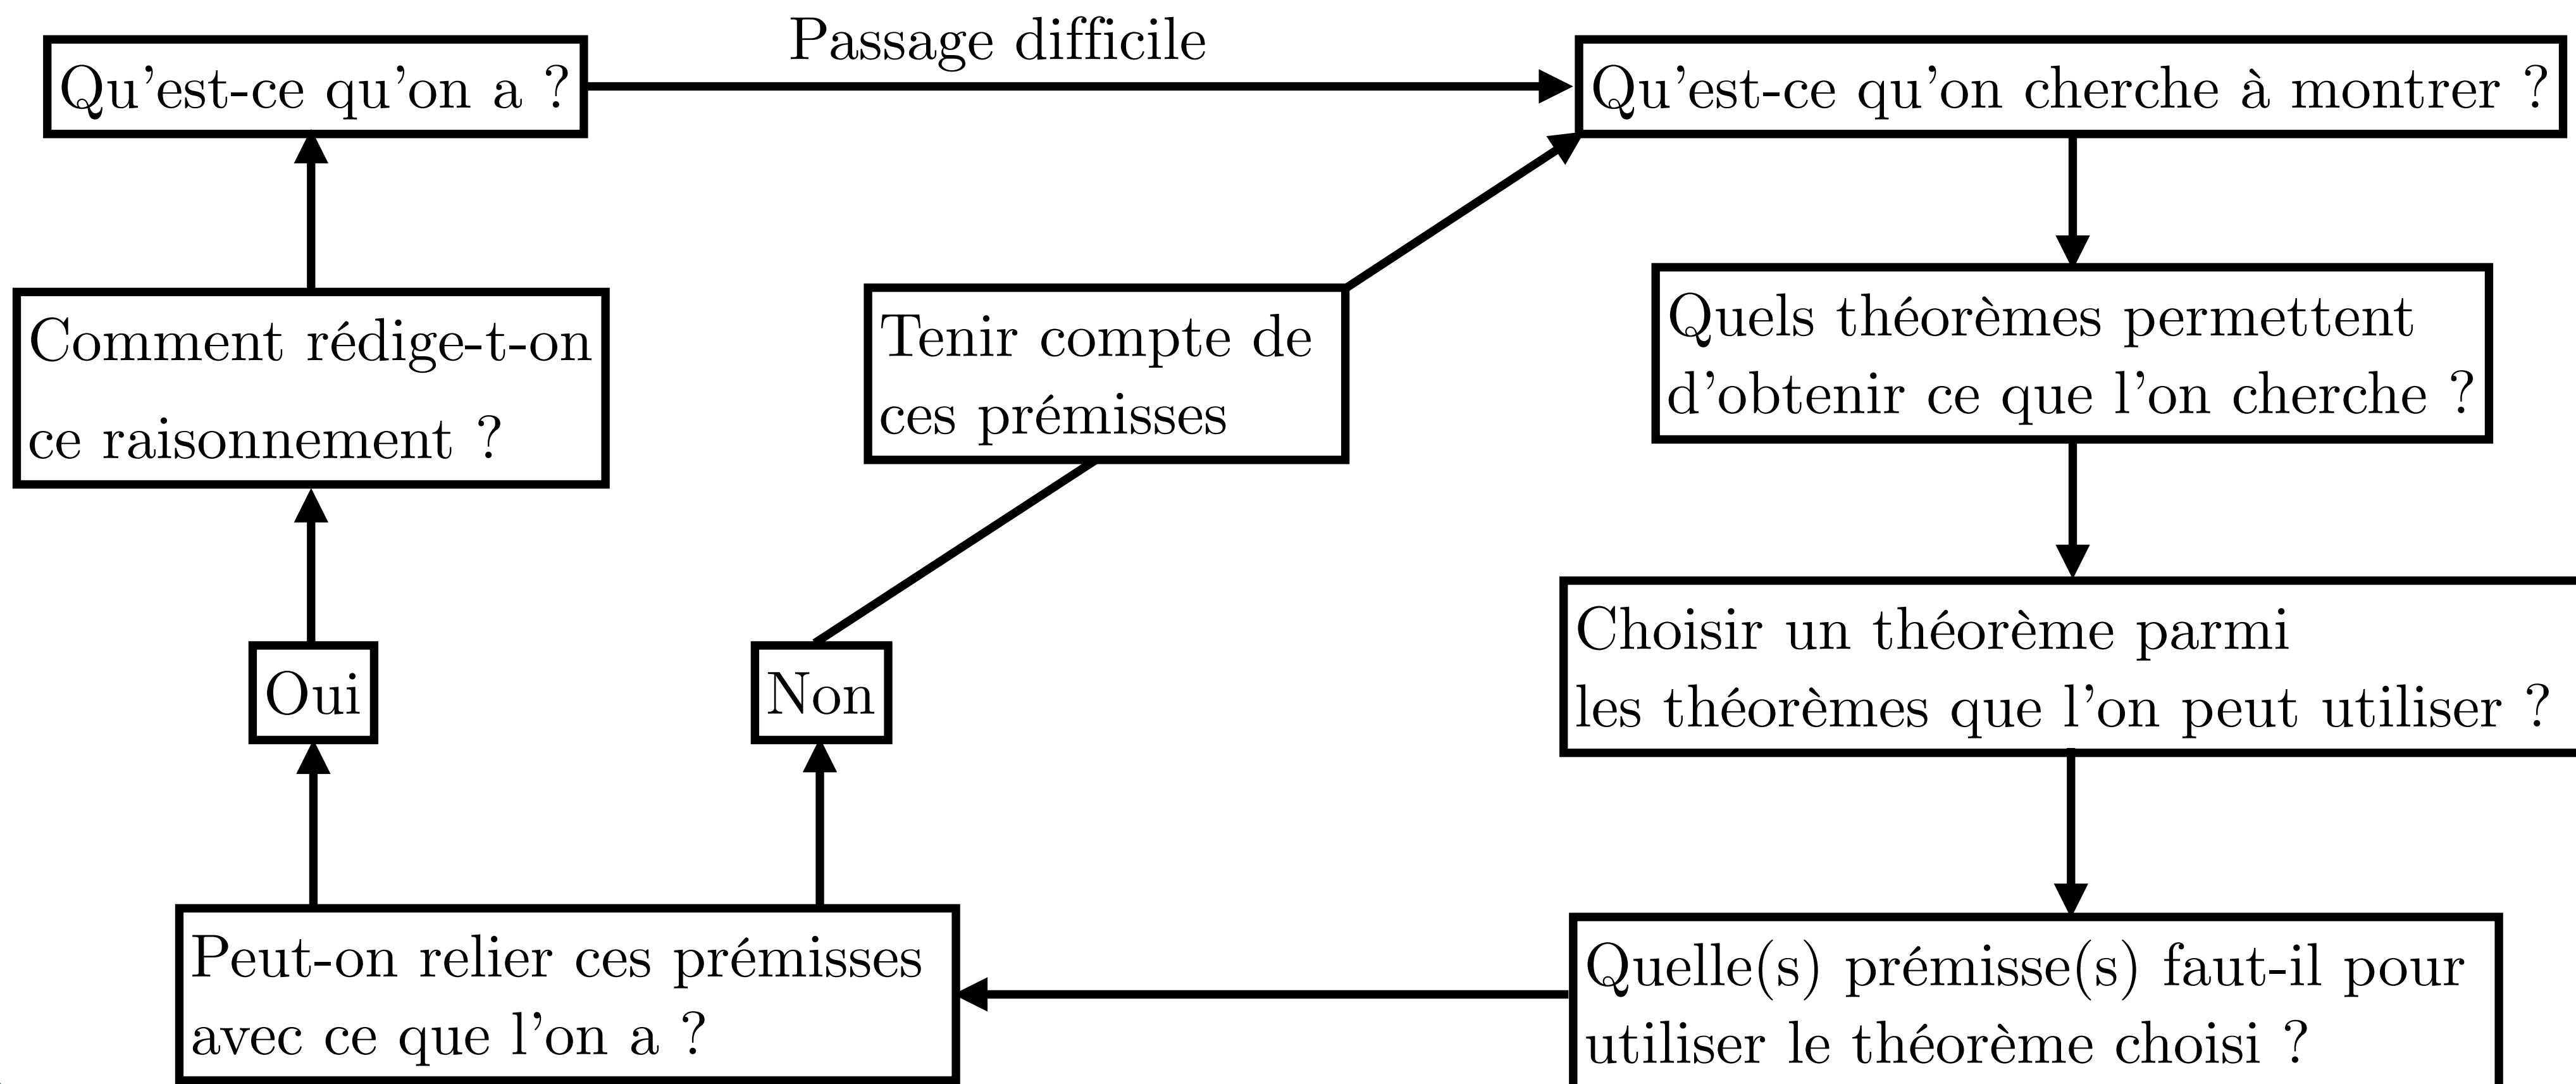 Passage difficile
Qu'est-ce qu'on a ?
Qu'est-ce qu'on cherche à montrer ?
Comment rédige-t-on
ce raisonnement ?
Tenir compte de
ces prémisses
Quels théorèmes permettent
d'obtenir ce que l'on cherche ?
Oui
Non
Choisir un théorème parmi
les théorèmes que l'on peut utiliser ?
Peut-on relier ces prémisses
avec ce que l'on a ?
Quelle(s) prémisse(s) faut-il pour
utiliser le théorème choisi ?